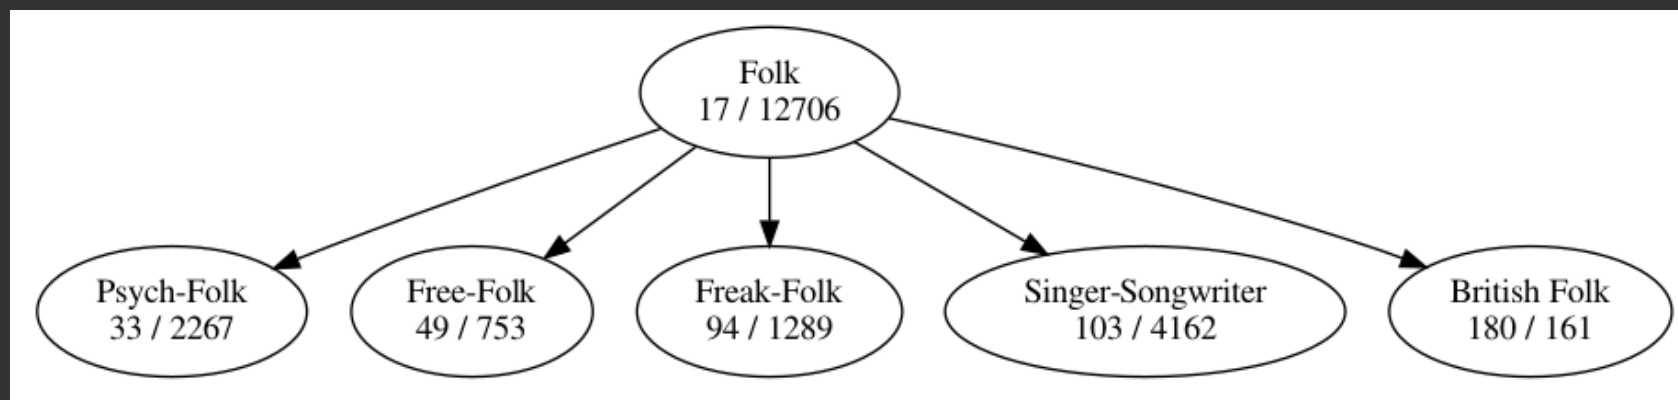 Folk
17 / 12706
Psych-Folk
33 / 2267
Free-Folk
49 / 753
Freak-Folk
94 / 1289
Singer-Songwriter
103 / 4162
British Folk
180 / 161